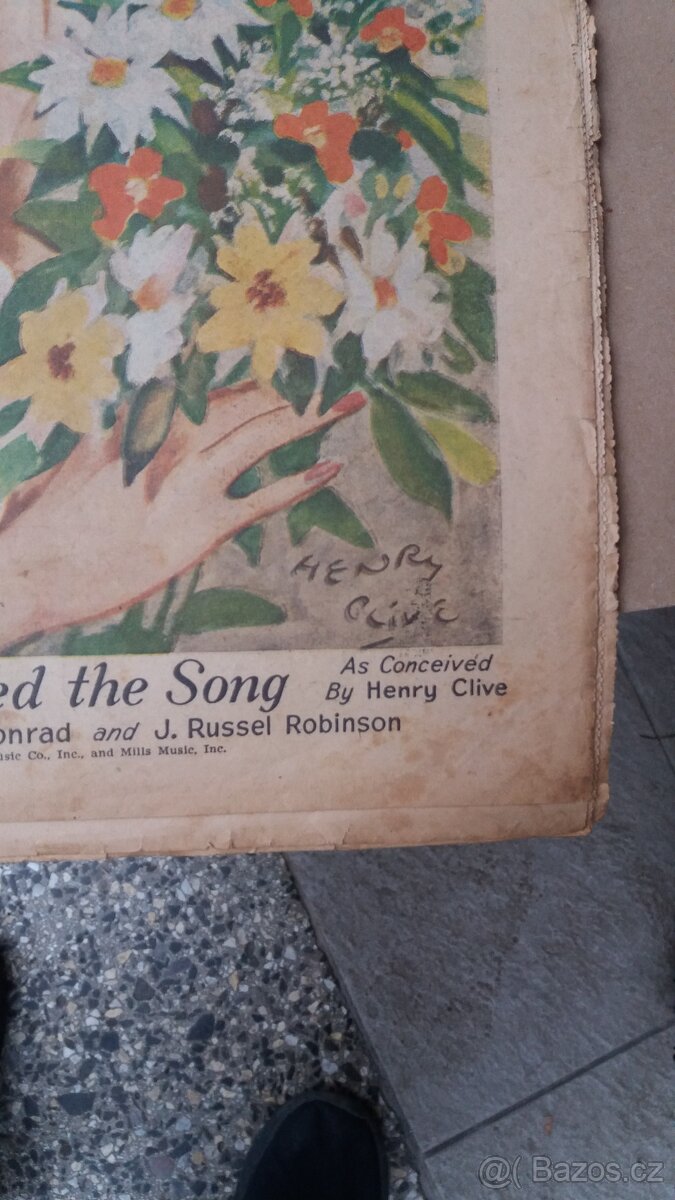 HENRY
CLIVE
ed the Song
As Conceived
By Henry Clive
onrad and J. Russel Robinson
usic Co., Inc., and Mills Music, Inc.
@( Bazos.cz